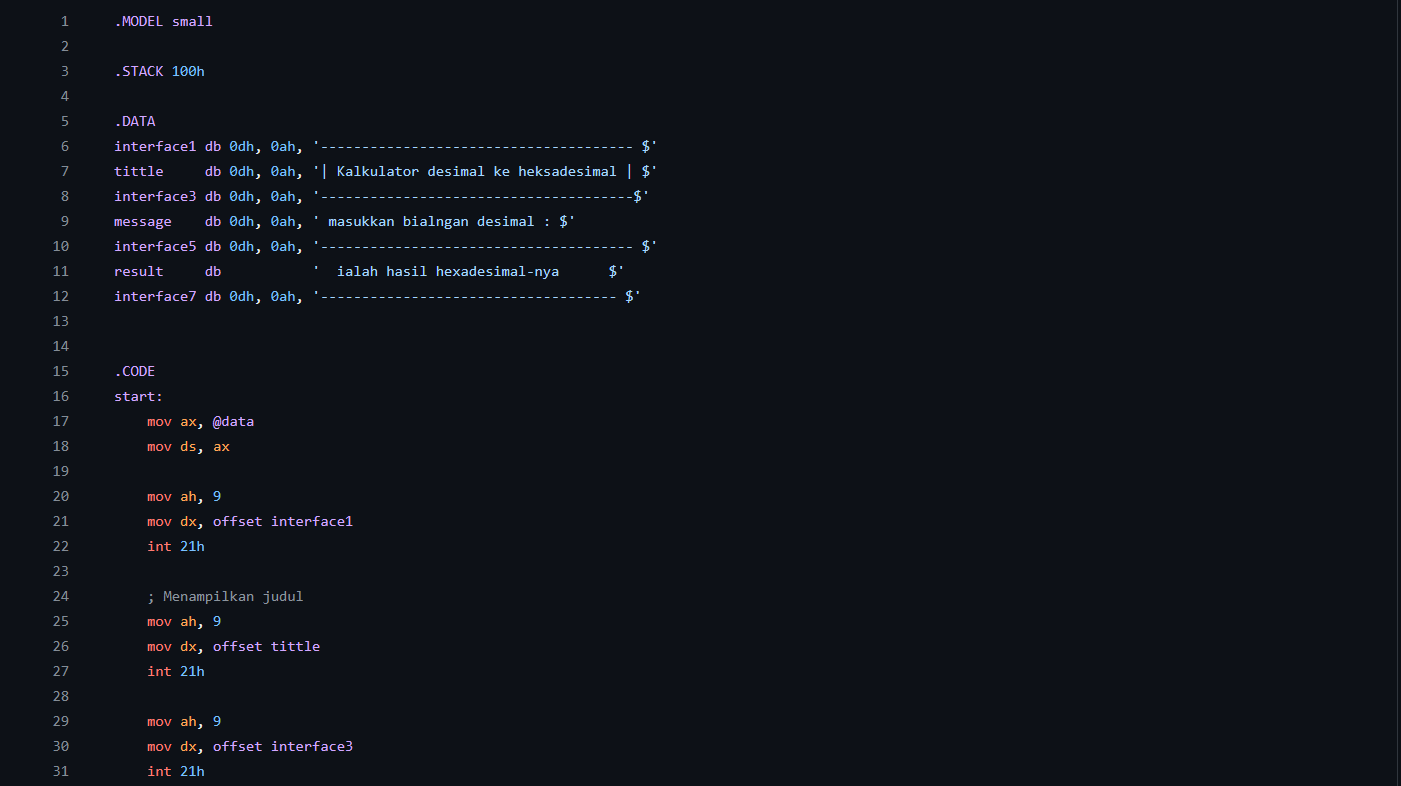 1 .MODEL small
2
3 .STACK 100h
4
5 .DATA
6 interface1 db 0dh, 0ah, '-------------------------------------- $'
7 tittle     db 0dh, 0ah, '| Kalkulator desimal ke heksadesimal | $'
8 interface3 db 0dh, 0ah, '--------------------------------------$'
9 message    db 0dh, 0ah, ' masukkan bialngan desimal : $'
10 interface5 db 0dh, 0ah, '-------------------------------------- $'
11 result     db           '  ialah hasil hexadesimal-nya      $'
12 interface7 db 0dh, 0ah, '------------------------------------ $'
13
14
15 .CODE
16 start:
17     mov ax, @data
18     mov ds, ax
19
20     mov ah, 9
21     mov dx, offset interface1
22     int 21h
23
24     ; Menampilkan judul
25     mov ah, 9
26     mov dx, offset tittle
27     int 21h
28
29     mov ah, 9
30     mov dx, offset interface3
31     int 21h